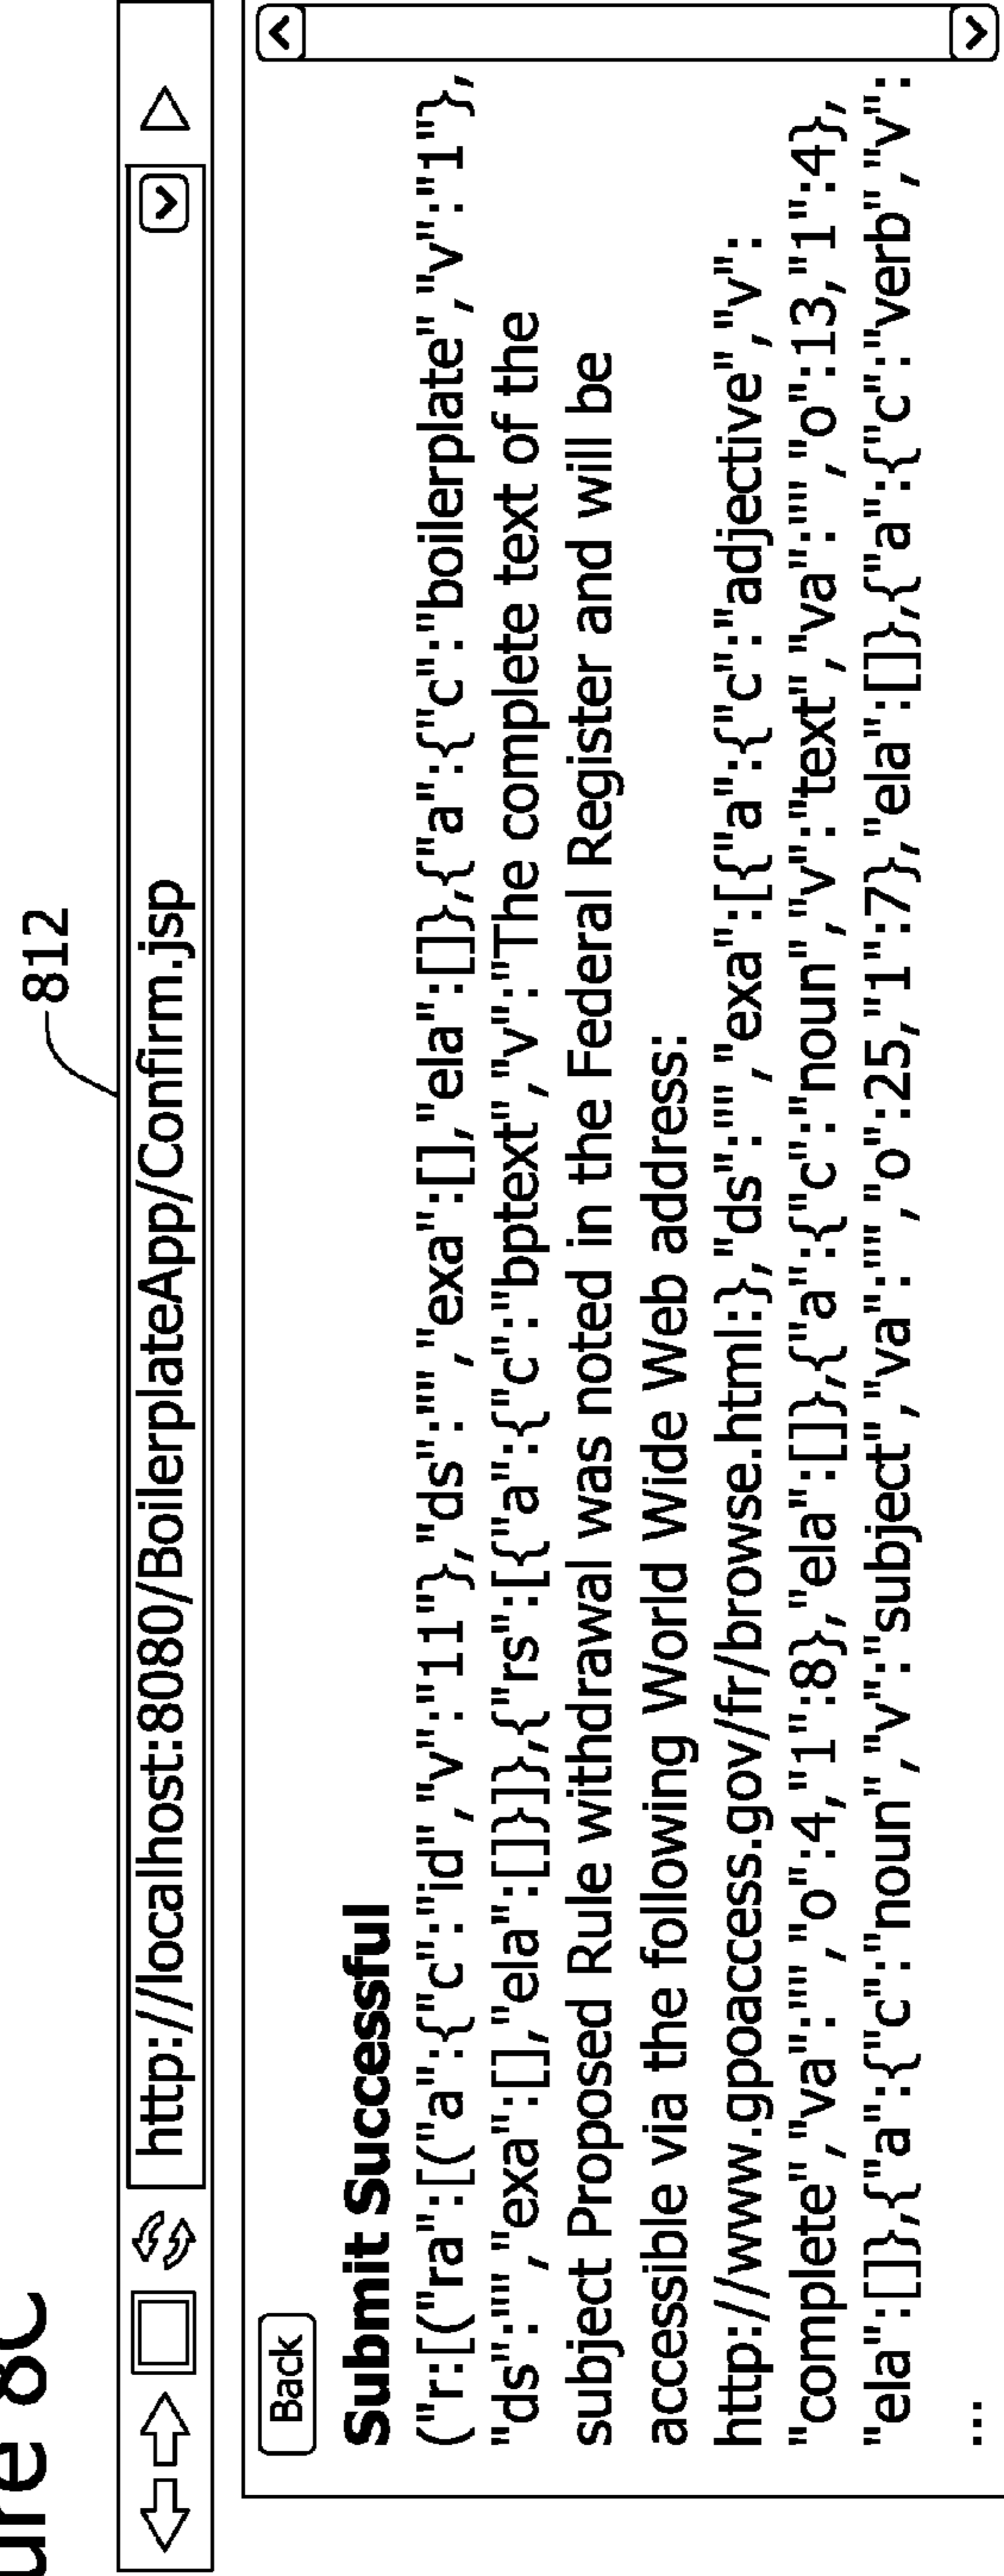 ure 8C
812
http://localhost:8080/BoilerplateApp/Confirm.jsp
Back
Submit Successful
("r:[("ra":[("a":{"c":"id","v":"11"},"ds":"","exa":[],"ela":[]},{"a":{"c":"boilerplate","v":"1"},
"ds":"","exa":[],"ela":[]}]},{"rs":[{"a":{"c":"bptext","v":"The complete text of the
subject Proposed Rule withdrawal was noted in the Federal Register and will be
accessible via the following World Wide Web address:
http://www.gpoaccess.gov/fr/browse.html:},"ds":"","exa":[{"a":{"c":"adjective","v":
"complete","va":"","o":4,"1":8},"ela":[]},{"a":{"c":"noun","v":"text","va":"","o":13,"1":4},
"ela":[]},{"a":{"c":"noun","v":"subject","va":"","o":25,"1":7},"ela":[]},{"a":{"c":"verb","v":
...